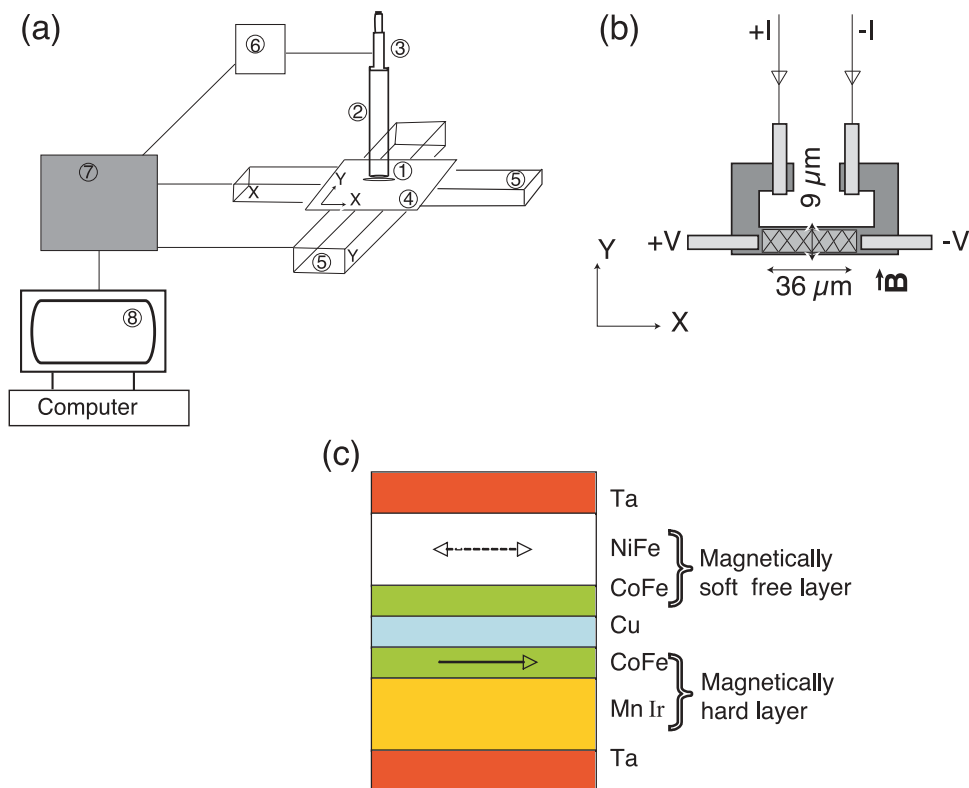 (a)
⑥
③
②
⑦
①
Y
X
④
⑤
X
⑤
Y
⑧
Computer
(b)
+I
-I
9 µm
+V
-V
36 µm
B
Y
X
(c)
Ta
NiFe
CoFe
Magnetically
soft free layer
Cu
CoFe
Mn Ir
Magnetically
hard layer
Ta